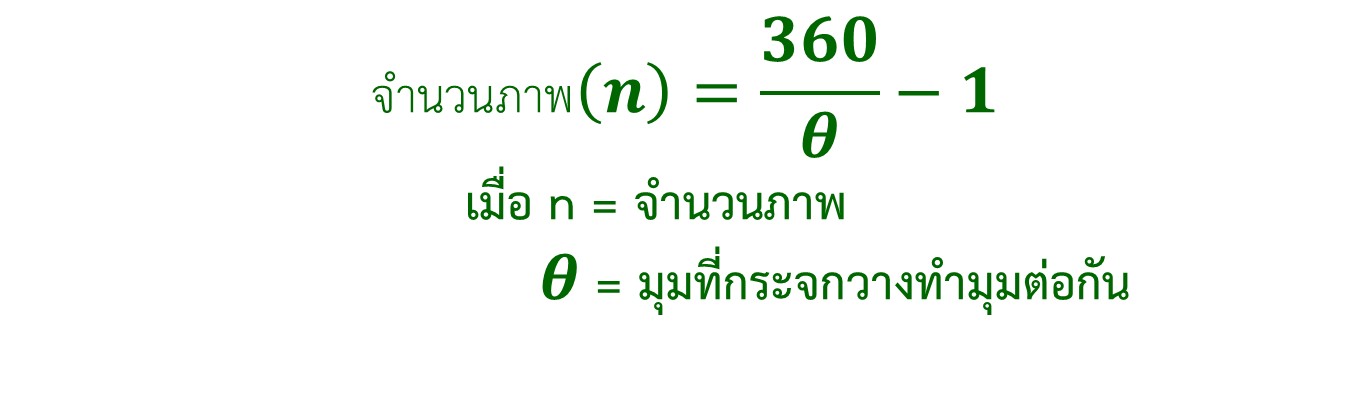 จำนวนภาพ(n) = 360/θ − 1
เมื่อ n = จำนวนภาพ
θ = มุมที่กระจกวางทำมุมต่อกัน